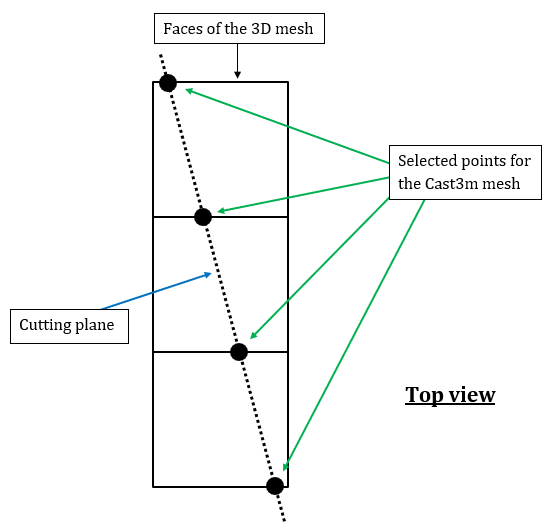 Faces of the 3D mesh
Selected points for
the Cast3m mesh
Cutting plane
Top view